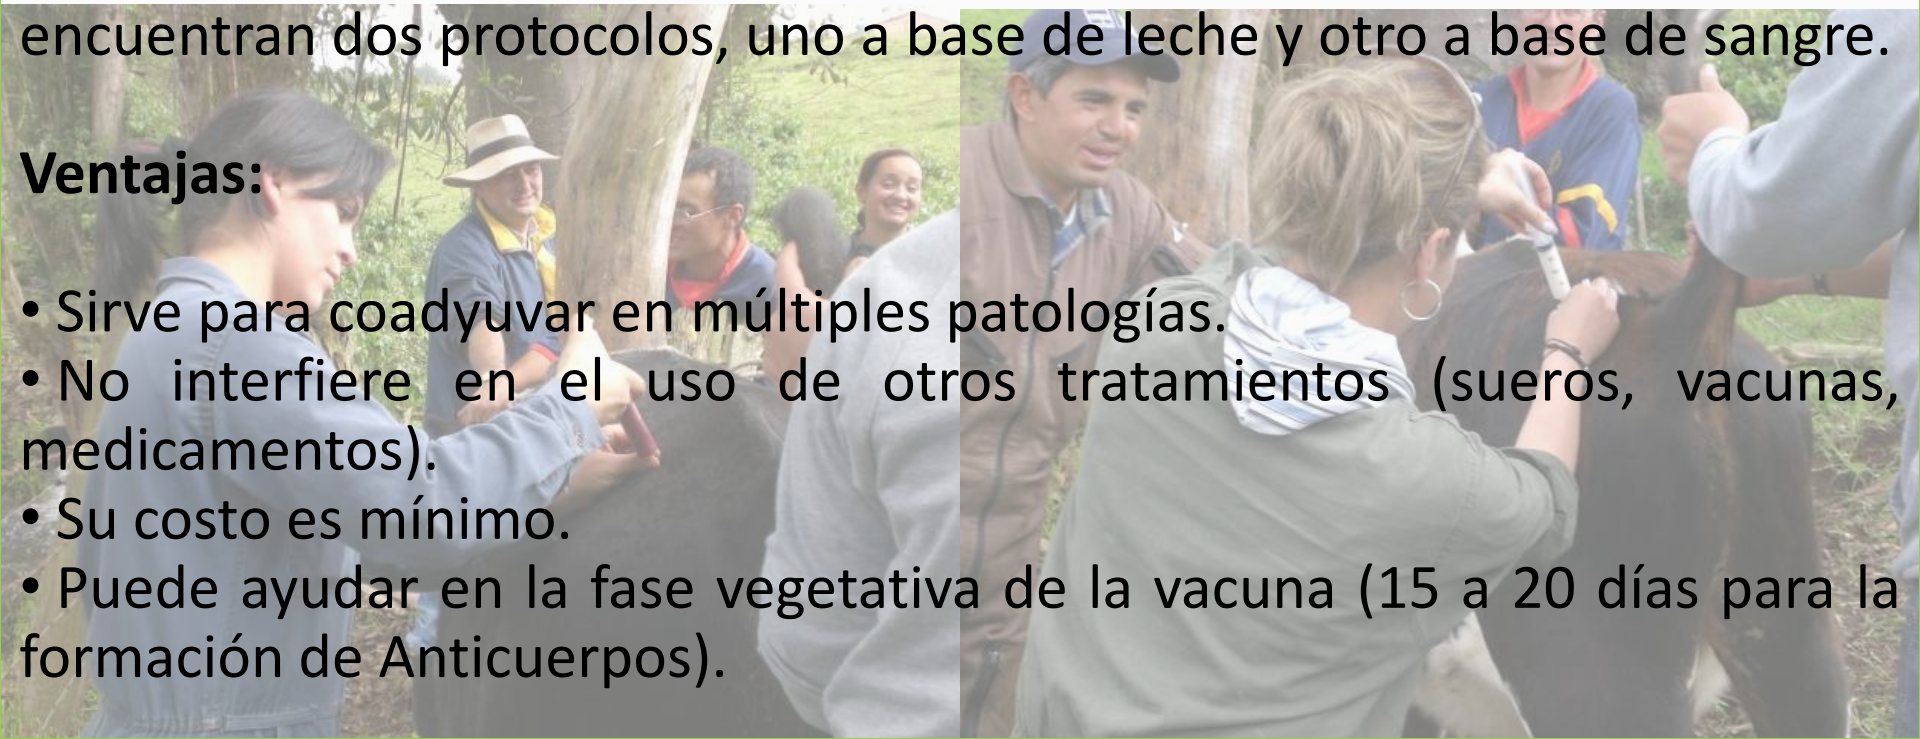 encuentran dos protocolos, uno a base de leche y otro a base de sangre.
Ventajas:
• Sirve para coadyuvar en múltiples patologías.
• No interfiere en el uso de otros tratamientos (sueros, vacunas,
medicamentos).
• Su costo es mínimo.
• Puede ayudar en la fase vegetativa de la vacuna (15 a 20 días para la
formación de Anticuerpos).